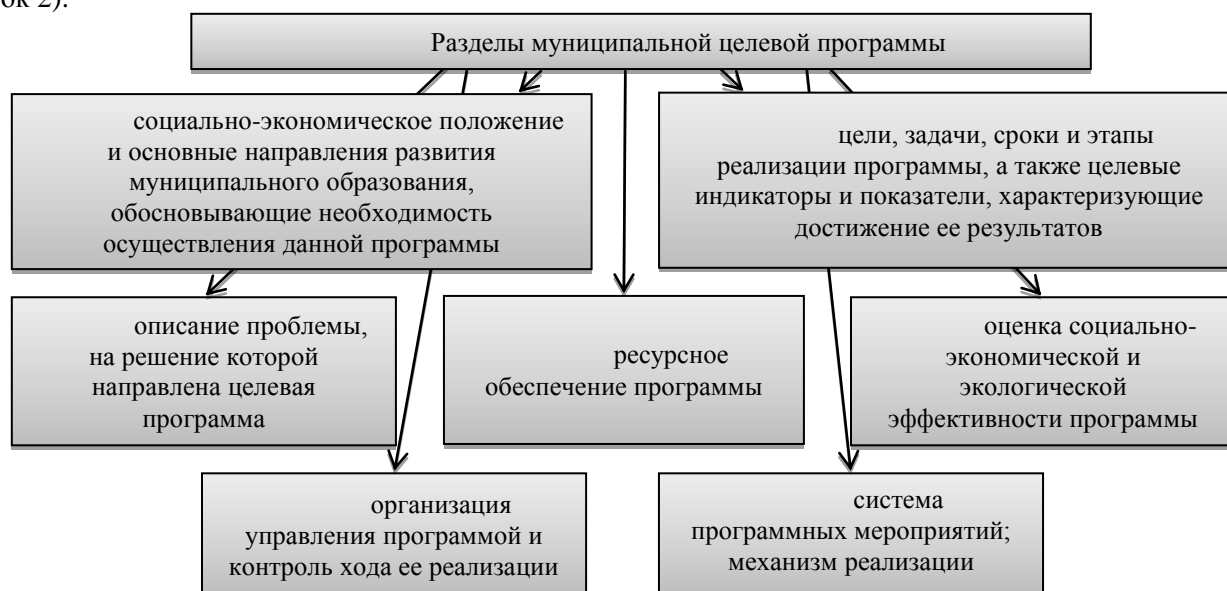 ок 2).
Разделы муниципальной целевой программы
социально-экономическое положение
и основные направления развития
муниципального образования,
обосновывающие необходимость
осуществления данной программы
цели, задачи, сроки и этапы
реализации программы, а также целевые
индикаторы и показатели, характеризующие
достижение ее результатов
описание проблемы,
на решение которой
направлена целевая
программа
ресурсное
обеспечение программы
оценка социально-
экономической и
экологической
эффективности программы
организация
управления программой и
контроль хода ее реализации
система
программных мероприятий;
механизм реализации